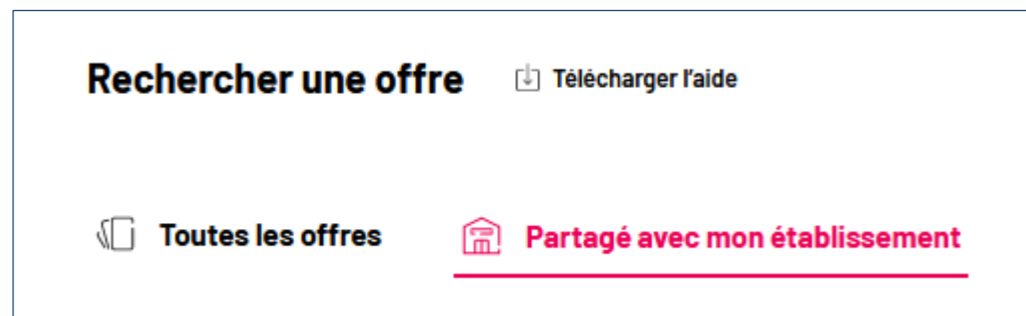 Rechercher une offre Télécharger l'aide
Toutes les offres Partagé avec mon établissement